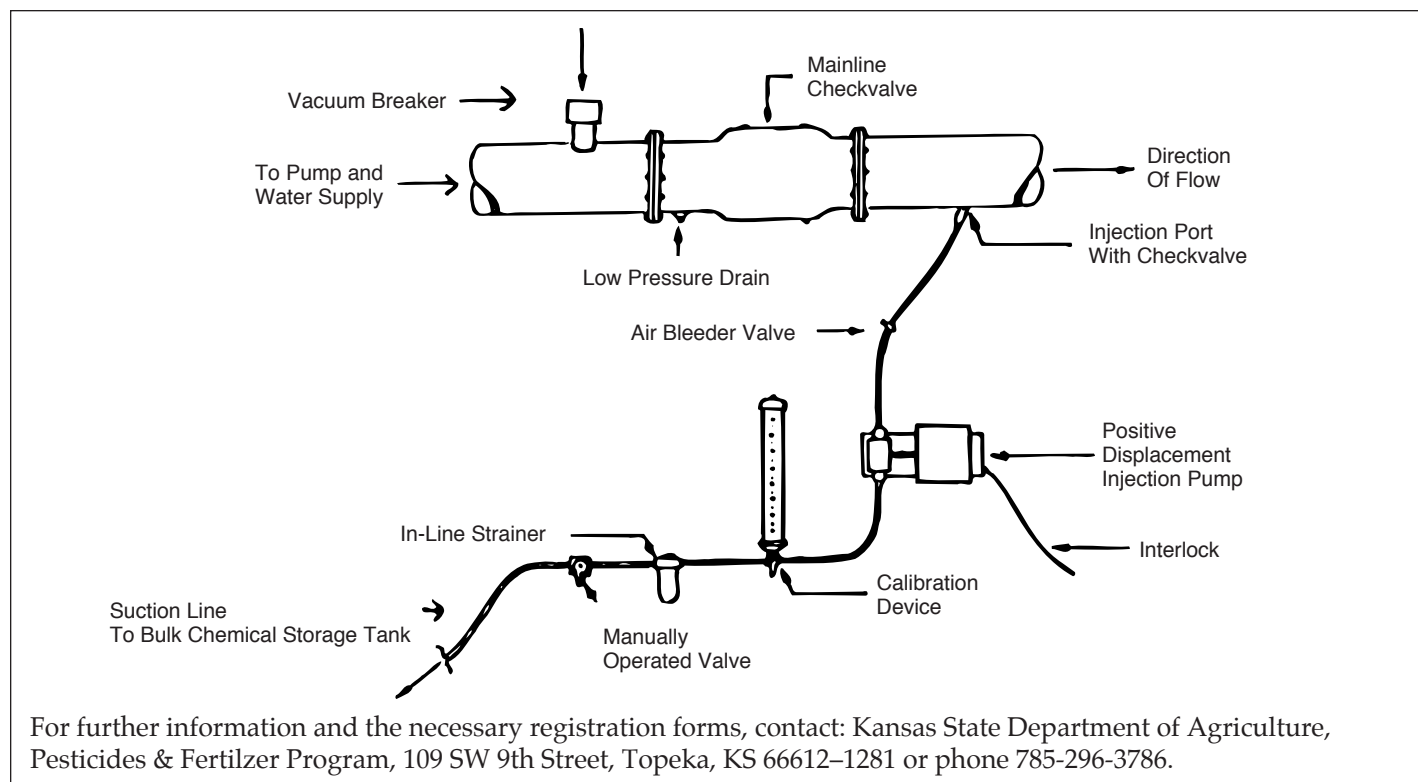 Vacuum Breaker
Mainline
Checkvalve
To Pump and
Water Supply
Direction
Of Flow
Injection Port
With Checkvalve
Low Pressure Drain
Air Bleeder Valve
Positive
Displacement
Injection Pump
In-Line Strainer
Interlock
Calibration
Device
Suction Line
To Bulk Chemical Storage Tank
Manually
Operated Valve
For further information and the necessary registration forms, contact: Kansas State Department of Agriculture,
Pesticides & Fertilzer Program, 109 SW 9th Street, Topeka, KS 66612–1281 or phone 785-296-3786.